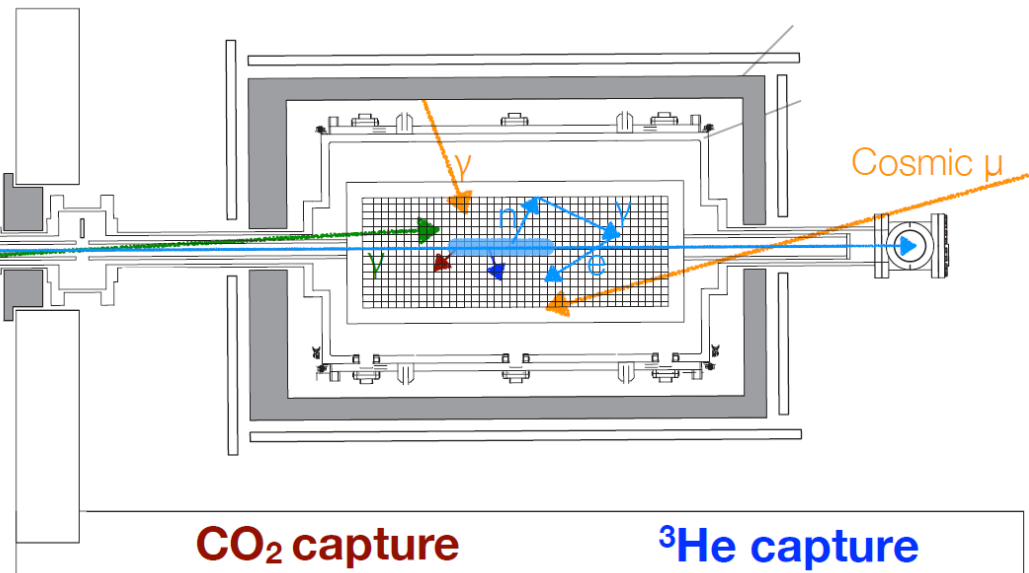 γ
Cosmic μ
n γ
γ e
CO₂ capture ³He capture